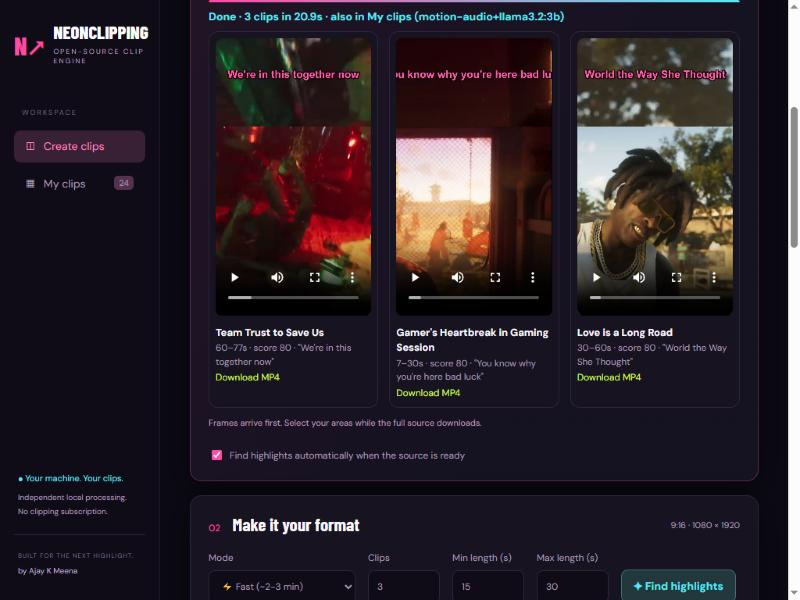 NEONCLIPPING
OPEN-SOURCE CLIP
ENGINE
WORKSPACE
Create clips
My clips
24
Your machine. Your clips.
Independent local processing.
No clipping subscription.
BUILT FOR THE NEXT HIGHLIGHT.
by Ajay K Meena
Done · 3 clips in 20.9s · also in My clips (motion-audio+llama3.2:3b)
We're in this together now
ou know why you're here bad lu
World the Way She Thought
Team Trust to Save Us
60–77s · score 80 · "We're in this
together now"
Download MP4
Gamer's Heartbreak in Gaming
Session
7–30s · score 80 · "You know why
you're here bad luck"
Download MP4
Love is a Long Road
30–60s · score 80 · "World the Way
She Thought"
Download MP4
Frames arrive first. Select your areas while the full source downloads.
Find highlights automatically when the source is ready
02 Make it your format
9:16 · 1080 × 1920
Mode
Clips
Min length (s)
Max length (s)
⚡ Fast (~2–3 min)
3
15
30
✦ Find highlights